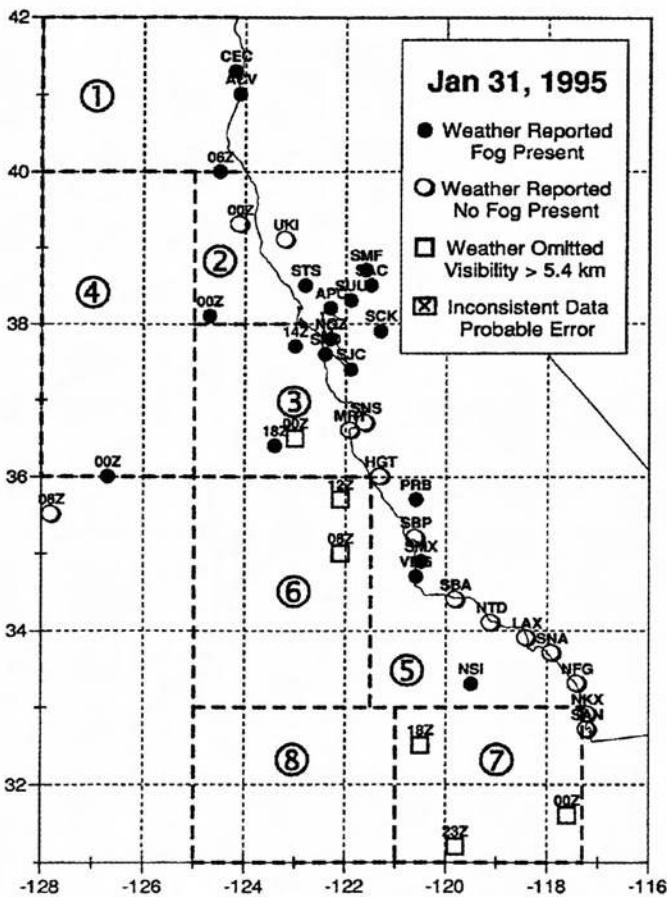 42
CEC
ACV
①
Jan 31, 1995
Weather Reported
Fog Present
Weather Reported
No Fog Present
Weather Omitted
Visibility > 5.4 km
Inconsistent Data
Probable Error
40
06Z
00Z
UKI
②
STS
SMF
SAC
SUU
④
00Z
SCK
38
14Z
NGZ
SJC
③
SNS
MRY
18Z
00Z
00Z
36
HGT
06Z
12Z
PRB
SBP
06Z
SMX
VBG
⑥
SBA
NTD
LAX
SNA
34
⑤
NSI
NFG
NKX
SAN
18Z
⑧
⑦
32
00Z
23Z
-128
-126
-124
-122
-120
-118
-116